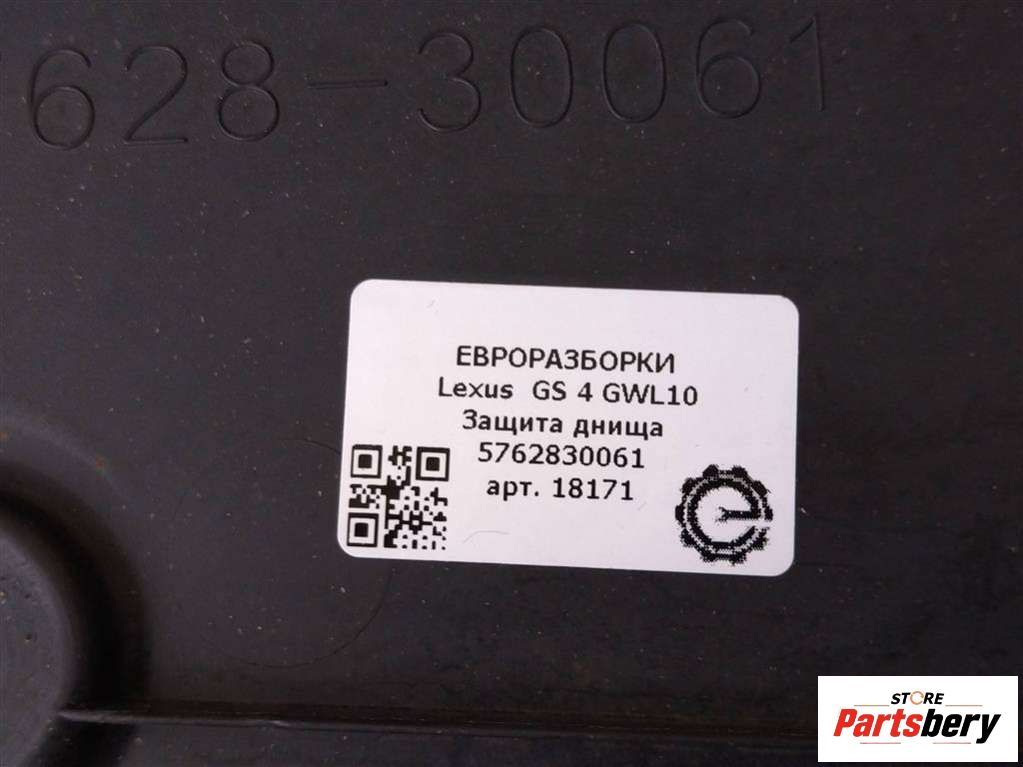 628-30061
ЕВРОРАЗБОРКИ
Lexus GS 4 GWL10
Защита днища
5762830061
арт. 18171
STORE
Partsbery